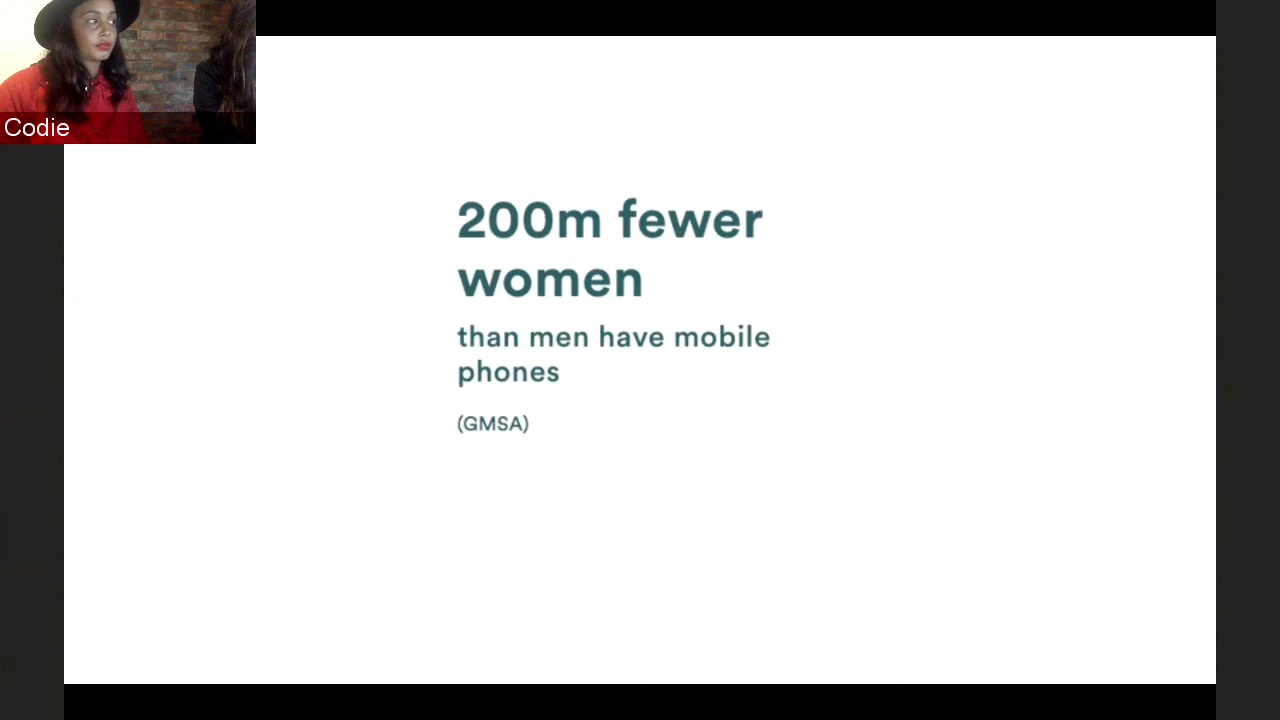 Codie
200m fewer
women
than men have mobile
phones
(GMSA)